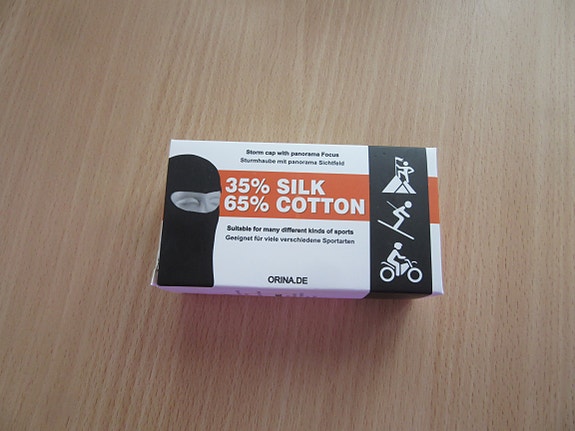 Storm cap with panorama Focus
Sturmhaube mit panorama Sichtfeld
35% SILK
65% COTTON
Suitable for many different kinds of sports
Geeignet für viele verschiedene Sportarten
ORINA.DE